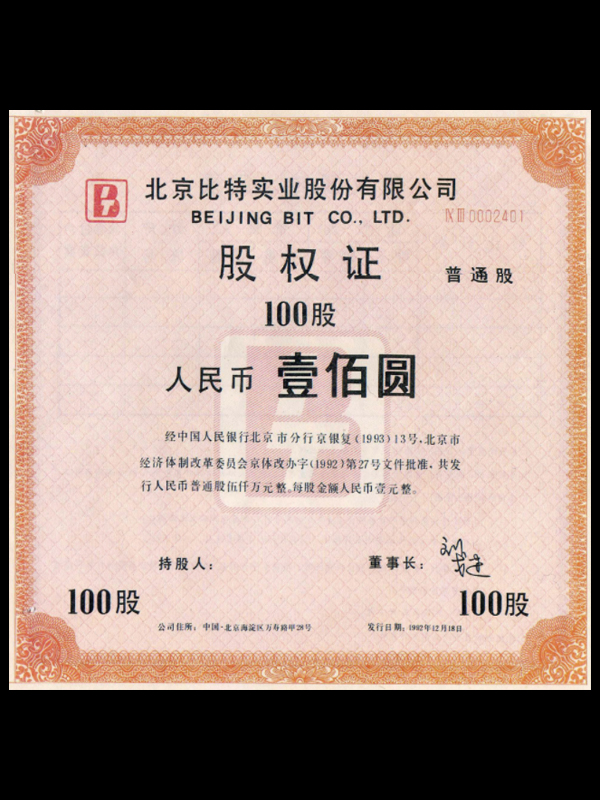 北京比特实业股份有限公司
BEIJING BIT CO., LTD.
IXIII0002401
股权证
普通股
100股
人民币 壹佰圆
经中国人民银行北京市分行京银复(1993)13号,北京市
经济体制改革委员会京体改办字(1992)第27号文件批准,共发
行人民币普通股伍仟万元整。每股金额人民币壹元整。
持股人:
董事长:
100股
100股
公司住所:中国·北京海淀区万寿路甲28号
发行日期:1992年12月18日